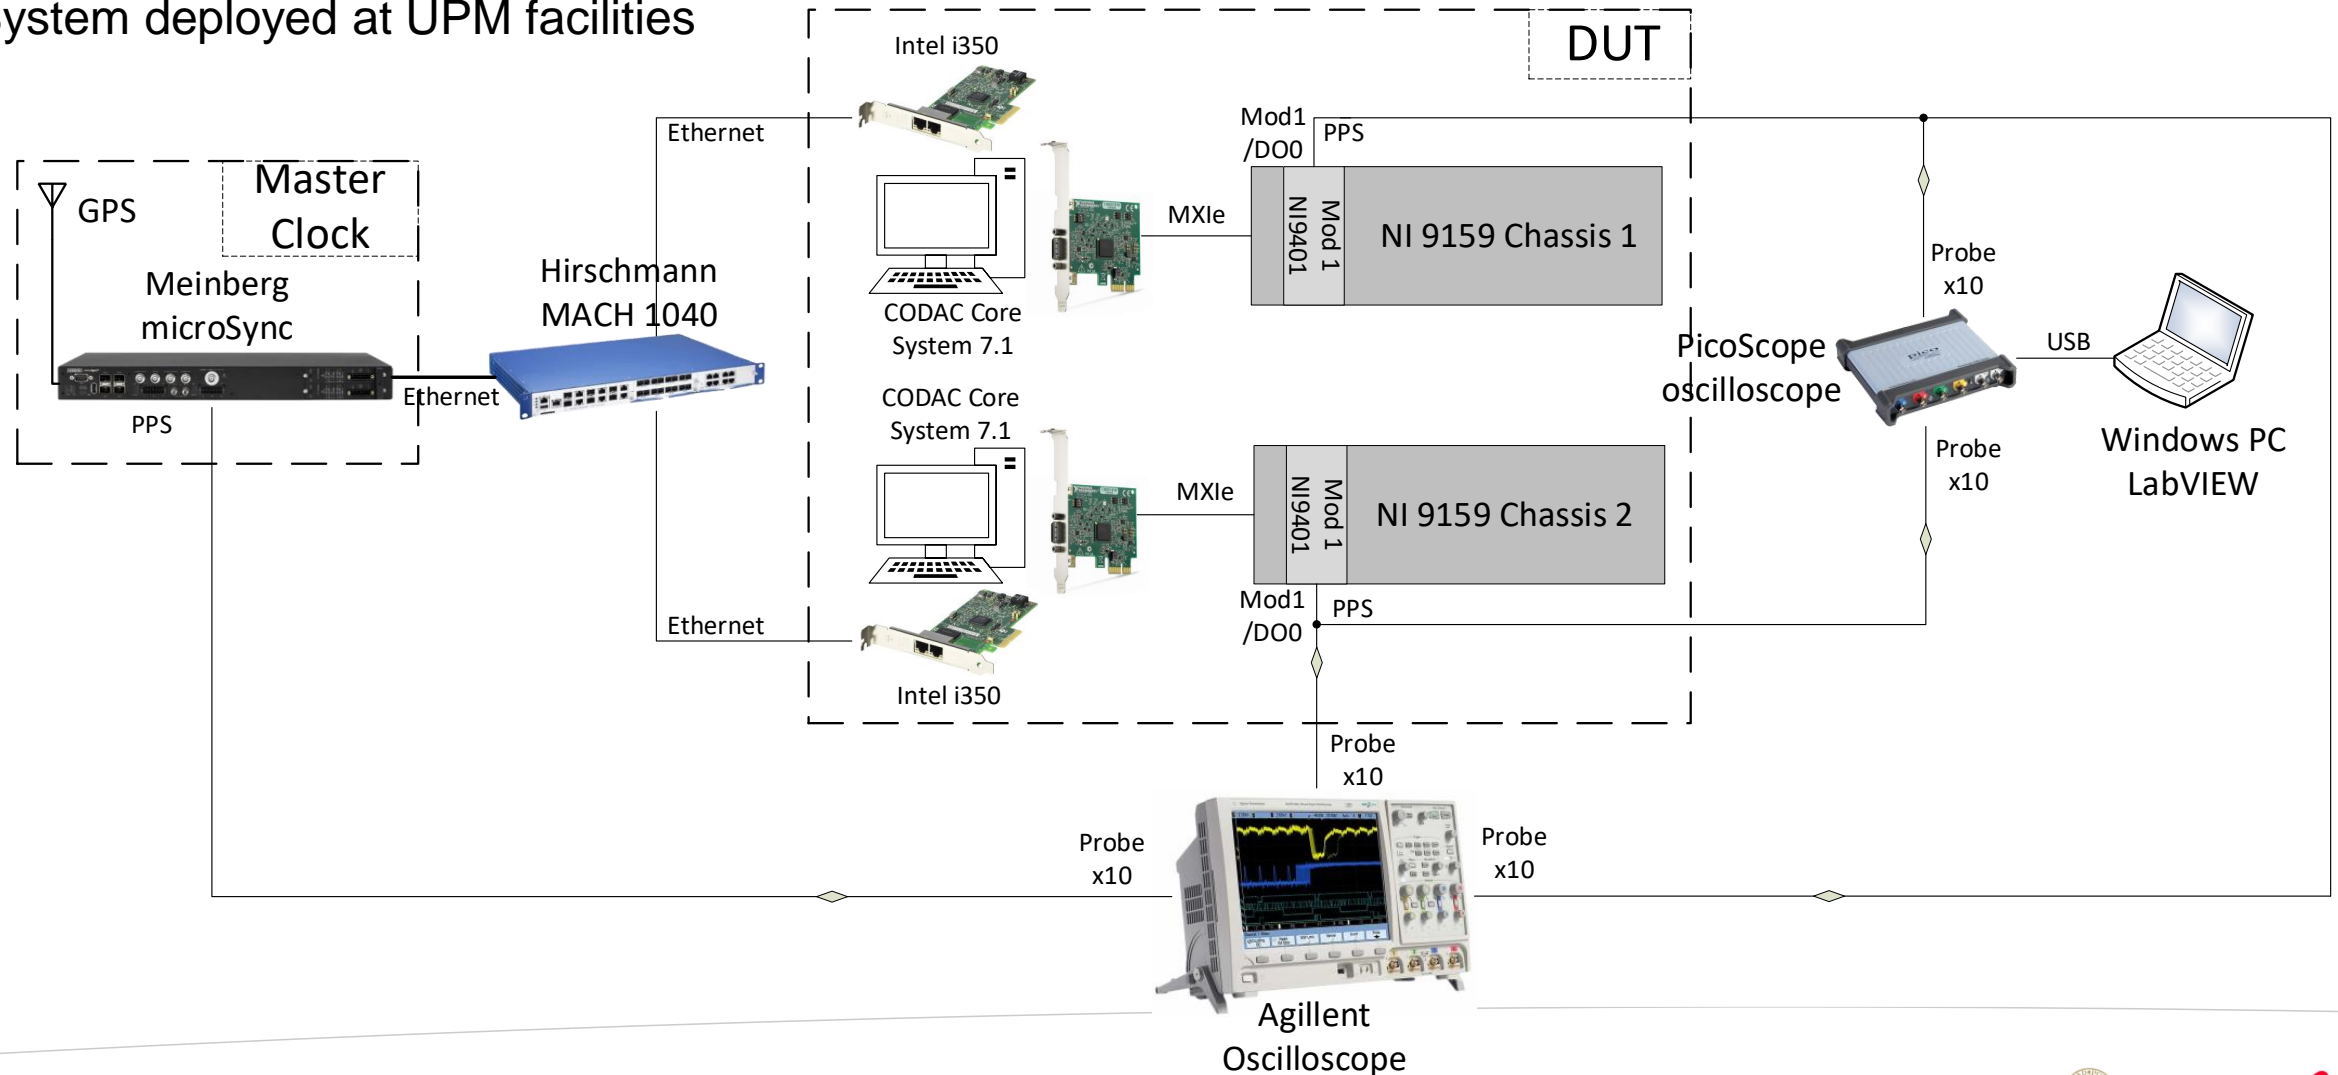 ystem deployed at UPM facilities
DUT
Intel i350
Ethernet
Mod1
/DO0
PPS
Master
Clock
GPS
Meinberg
microSync
PPS
Ethernet
Hirschmann
MACH 1040
CODAC Core
System 7.1
MXIe
Mod 1
NI9401
NI 9159 Chassis 1
Probe
x10
PicoScope
oscilloscope
pico
USB
Windows PC
LabVIEW
Probe
x10
CODAC Core
System 7.1
MXIe
Mod 1
NI9401
NI 9159 Chassis 2
Mod1
/DO0
PPS
Ethernet
Intel i350
Probe
x10
Probe
x10
Probe
x10
Agillent
Oscilloscope